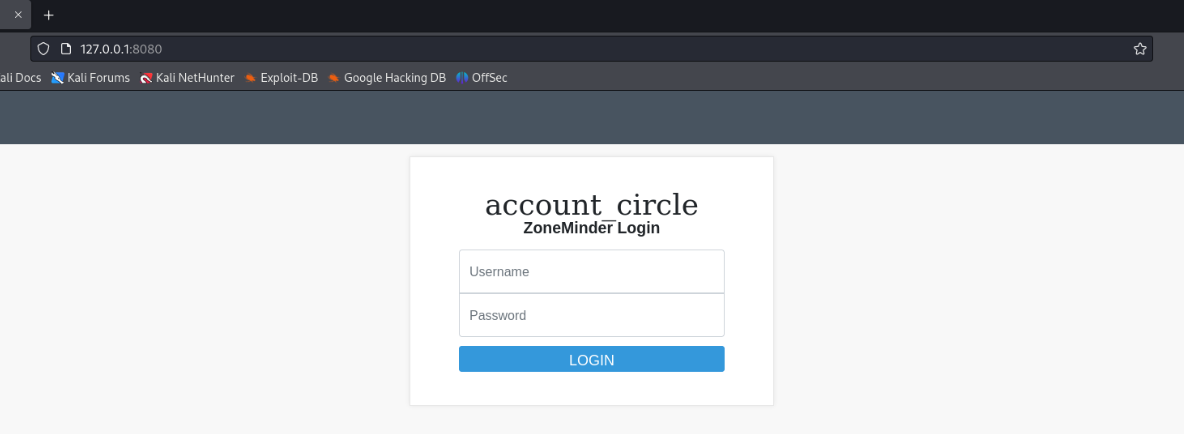 127.0.0.1:8080
ali Docs Kali Forums Kali NetHunter Exploit-DB Google Hacking DB OffSec
account_circle
ZoneMinder Login
Username
Password
LOGIN